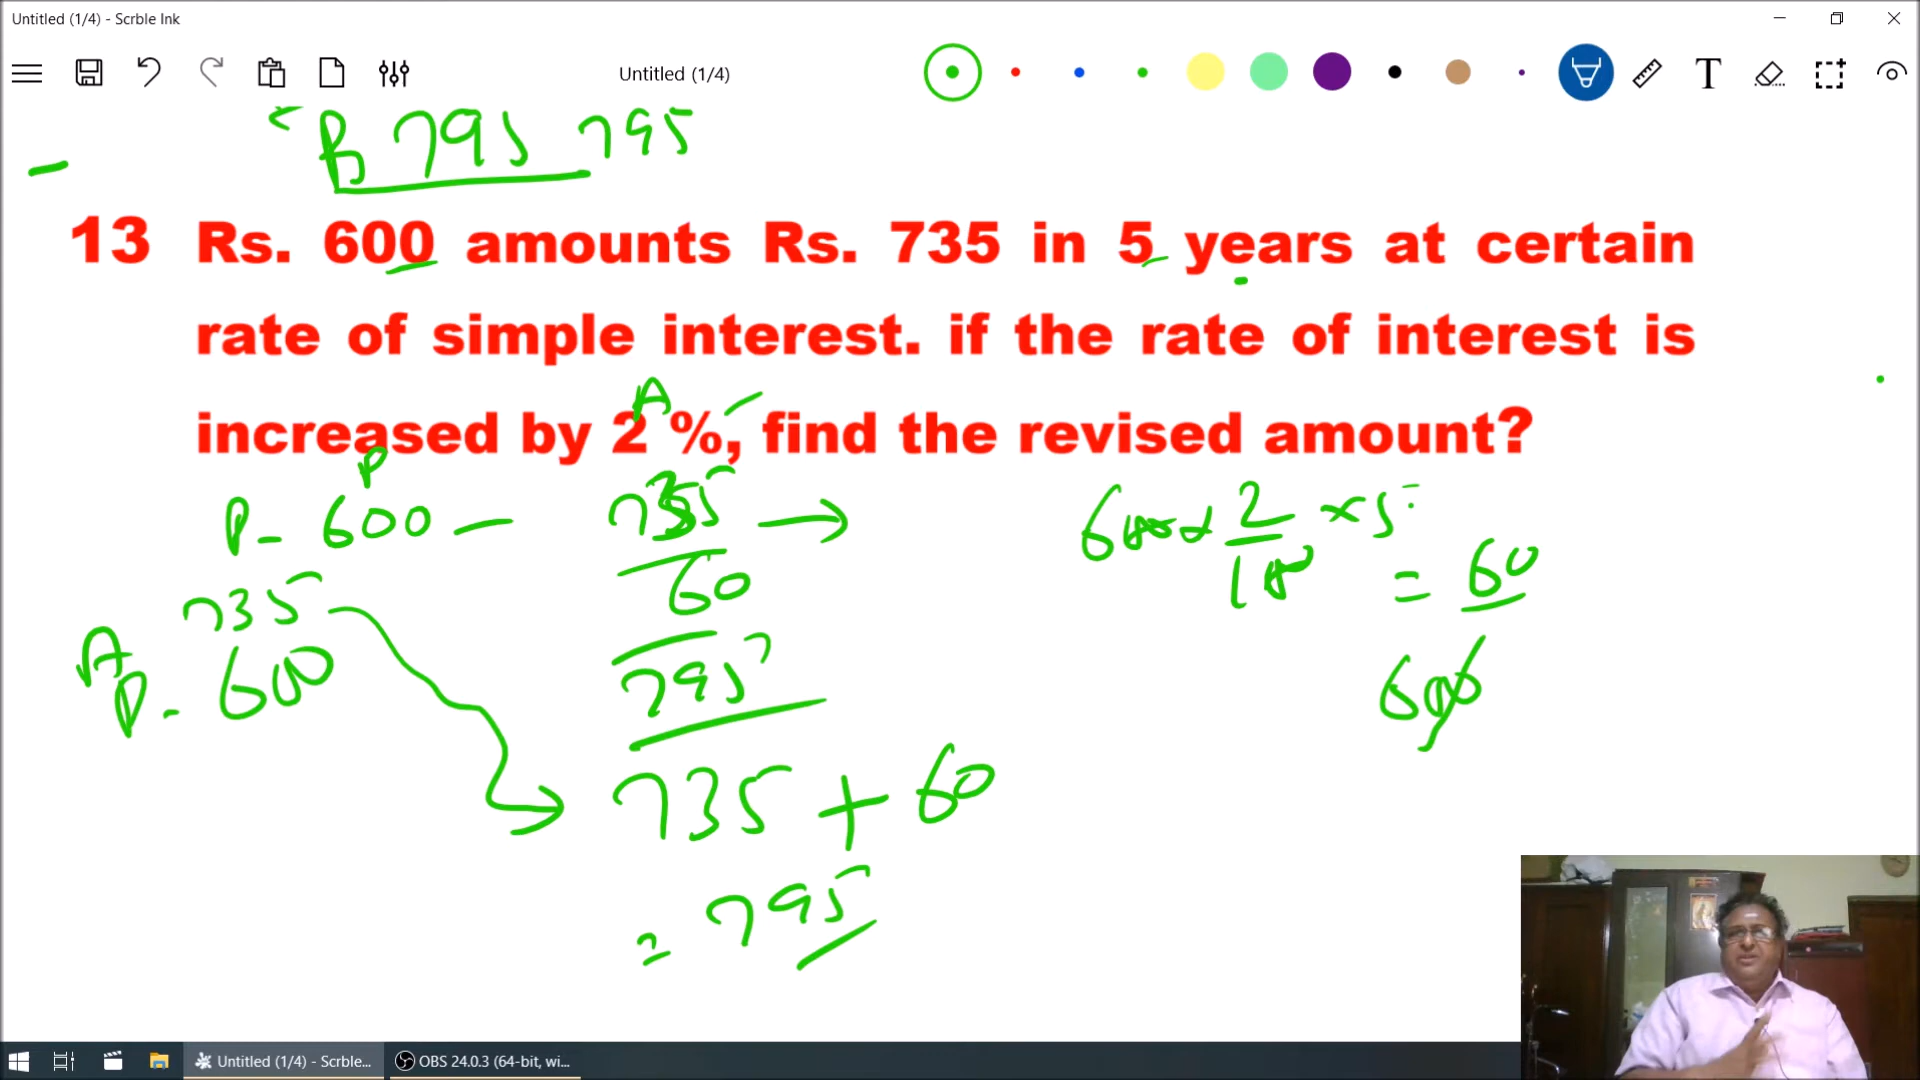 Untitled (1/4) - Scrble Ink
Untitled (1/4)
T
795 795
13 Rs. 600 amounts Rs. 735 in 5 years at certain
rate of simple interest. if the rate of interest is
increased by 2 %, find the revised amount?
A
P
P - 600 — 735 → 600 x 2/100 x 5
60 = 60
735
A
P - 600
795
600
735 + 60
= 795
Untitled (1/4) - Scrble...
OBS 24.0.3 (64-bit, wi...